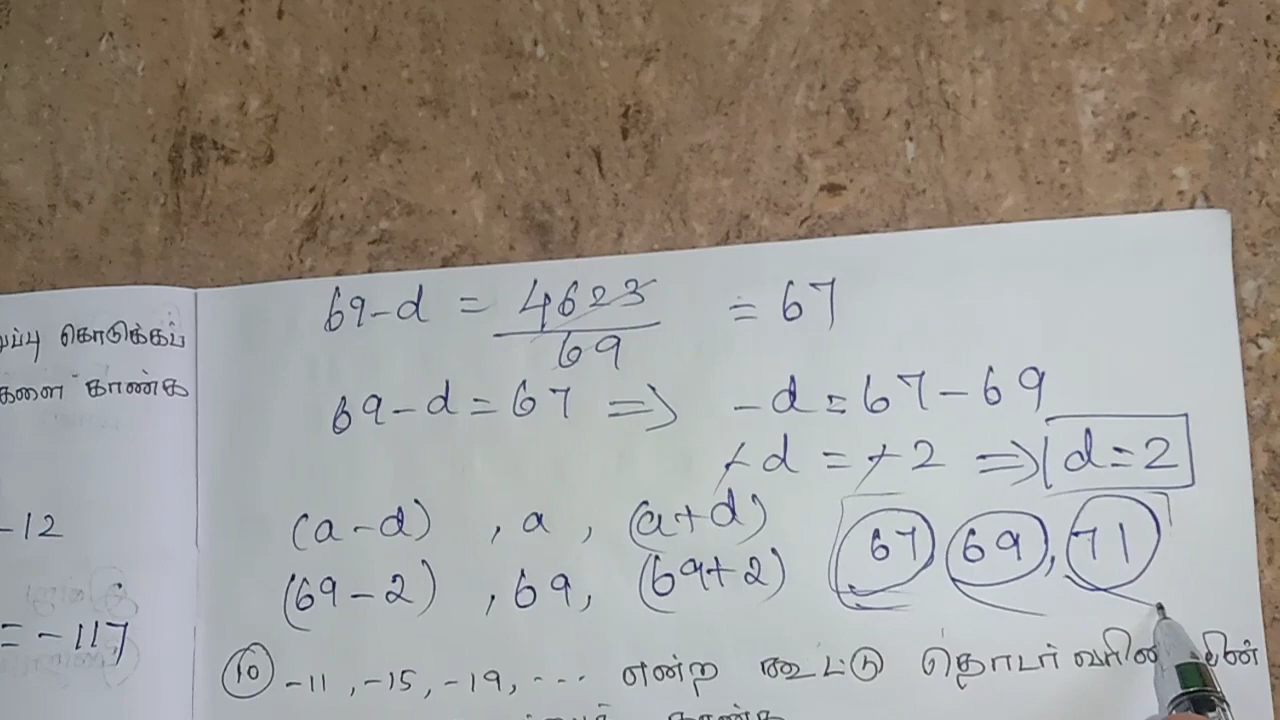 கொடுக்கப்
காண்க
-12
= -117
69-d = 4623/69 = 67
69-d = 67 => -d = 67-69
-d = -2 => d=2
(a-d), a, (a+d)
(69-2), 69, (69+2) 67 69, 71
10 -11, -15, -19, ... என்ற கூட்டு தொடர்
காண்க